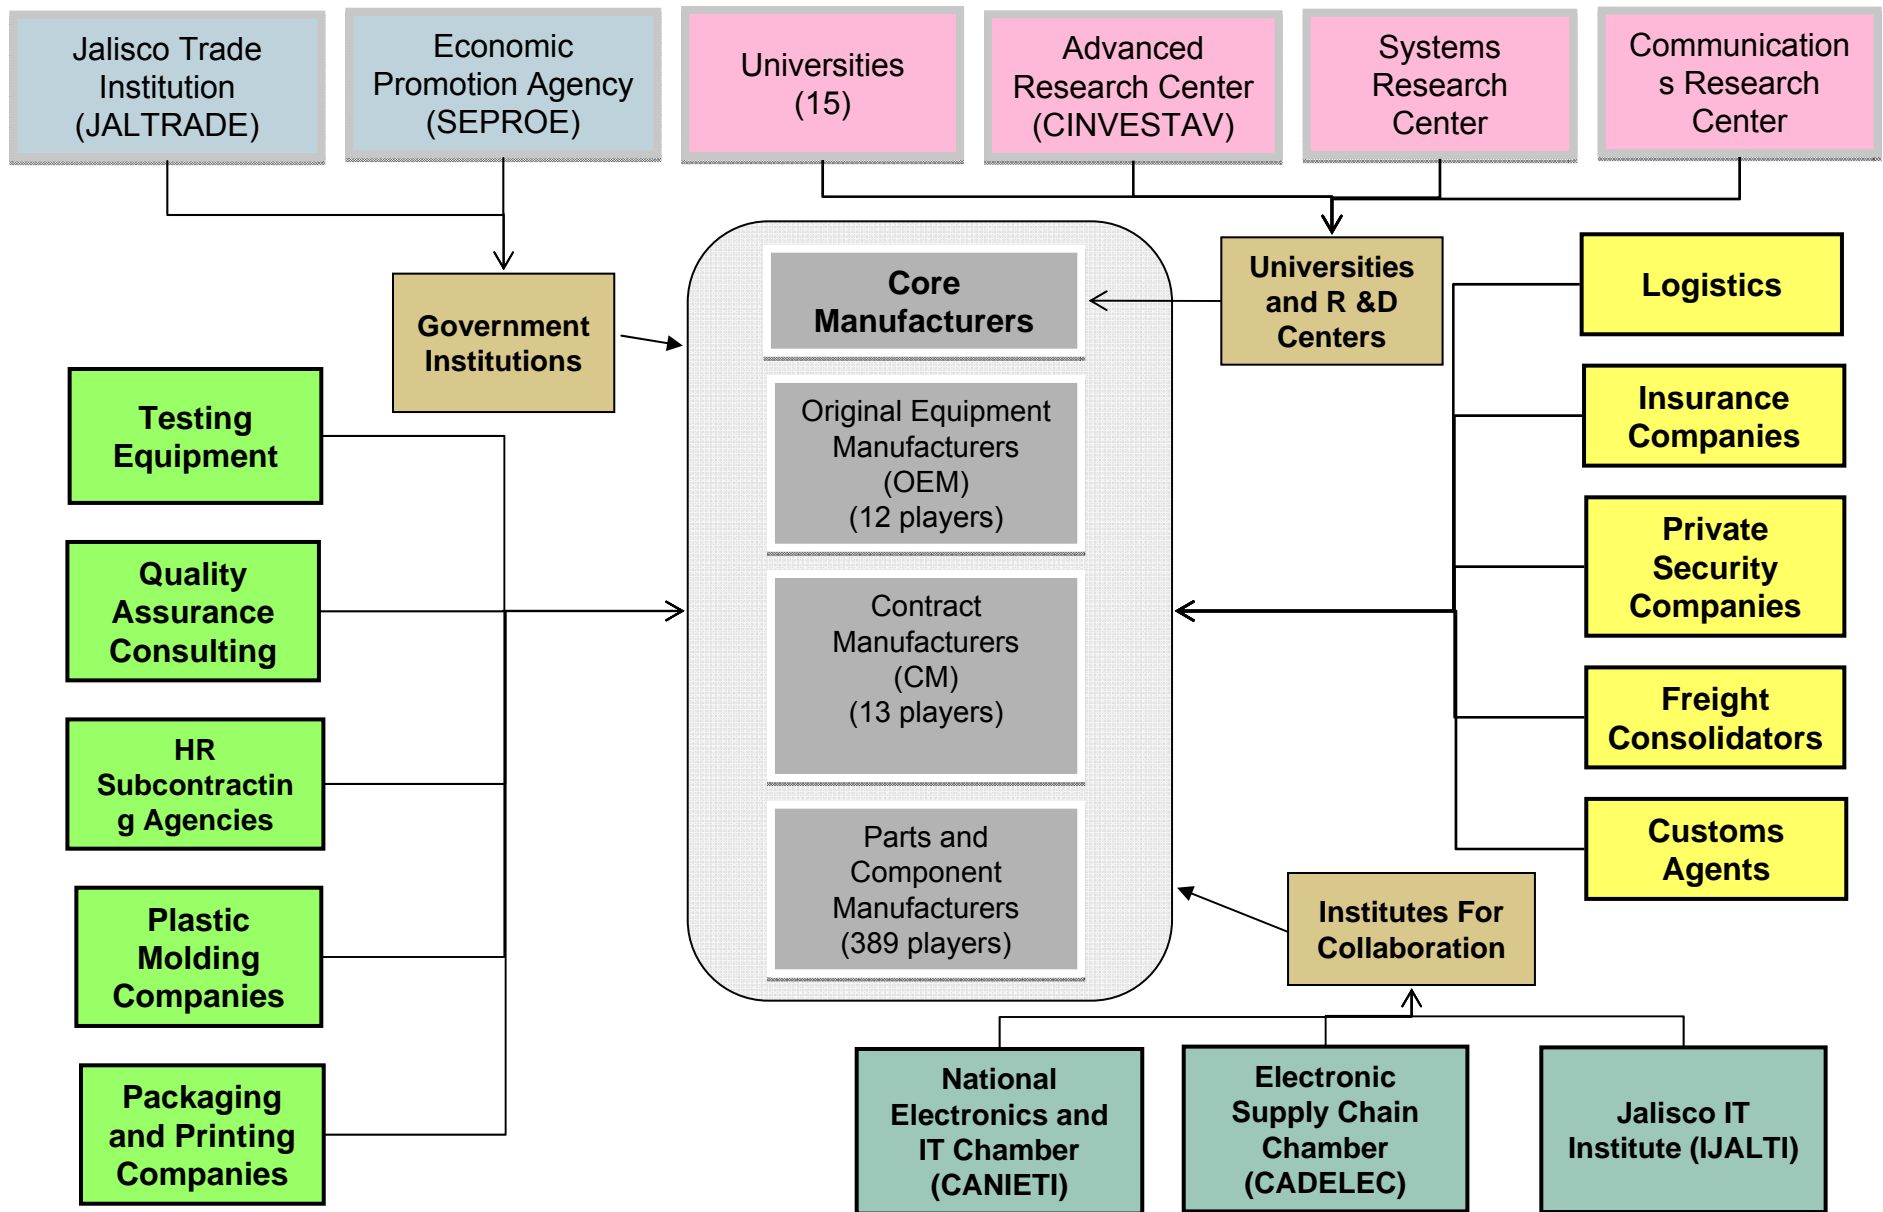 Jalisco Trade
Institution
(JALTRADE)
Economic
Promotion Agency
(SEPROE)
Universities
(15)
Advanced
Research Center
(CINVESTAV)
Systems
Research
Center
Communication
s Research
Center
Government
Institutions
Core
Manufacturers
Universities
and R &D
Centers
Original Equipment
Manufacturers
(OEM)
(12 players)
Contract
Manufacturers
(CM)
(13 players)
Parts and
Component
Manufacturers
(389 players)
Testing
Equipment
Quality
Assurance
Consulting
HR
Subcontractin
g Agencies
Plastic
Molding
Companies
Packaging
and Printing
Companies
Logistics
Insurance
Companies
Private
Security
Companies
Freight
Consolidators
Customs
Agents
Institutes For
Collaboration
National
Electronics and
IT Chamber
(CANIETI)
Electronic
Supply Chain
Chamber
(CADELEC)
Jalisco IT
Institute (IJALTI)